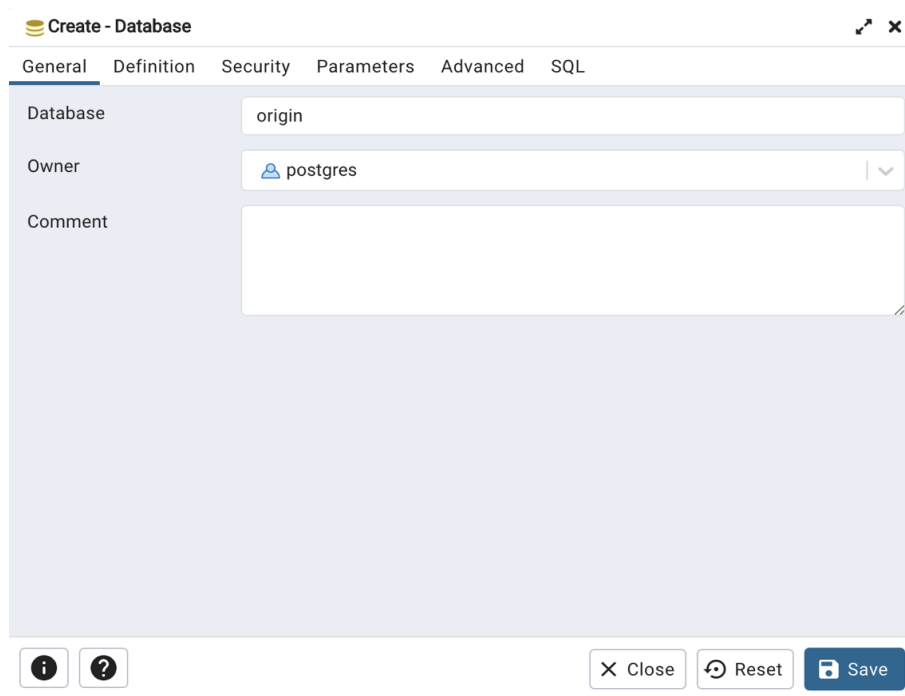 Create - Database
General Definition Security Parameters Advanced SQL
Database origin
Owner postgres
Comment
Close Reset Save